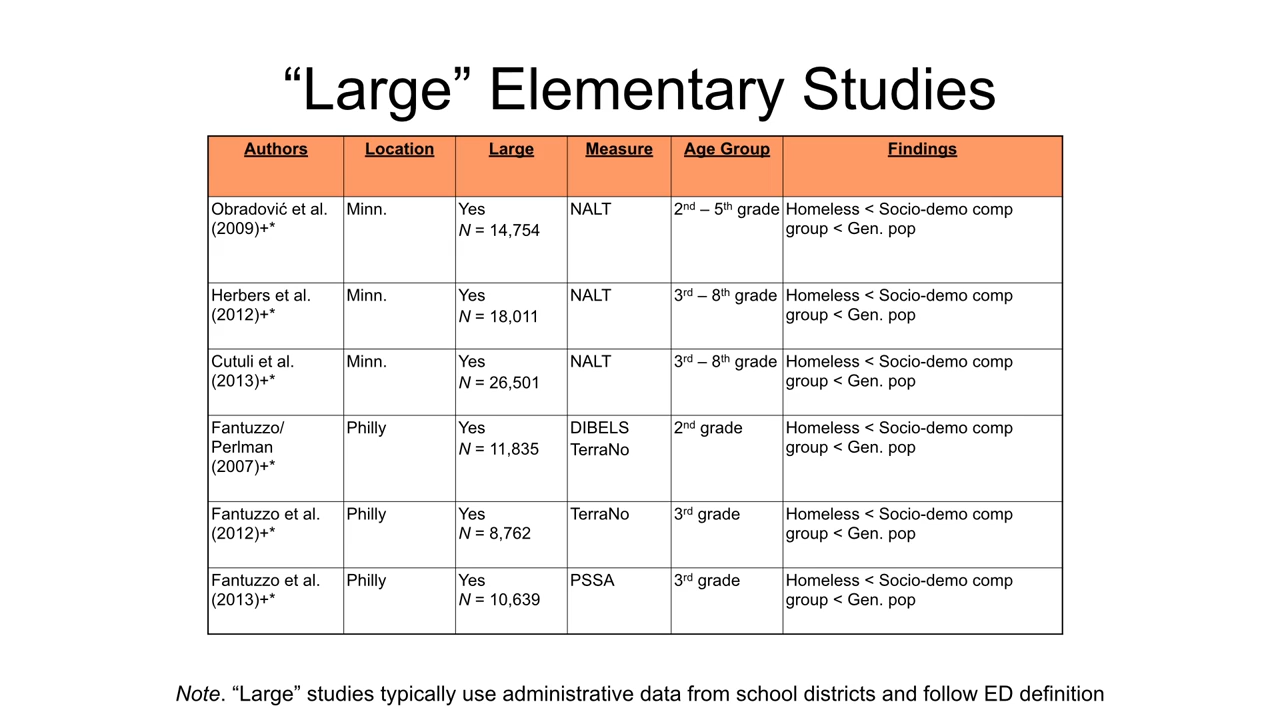 “Large” Elementary Studies
Authors Location Large Measure Age Group Findings
Obradović et al. Minn. Yes NALT 2nd – 5th grade Homeless < Socio-demo comp
(2009)+* N = 14,754 group < Gen. pop
Herbers et al. Minn. Yes NALT 3rd – 8th grade Homeless < Socio-demo comp
(2012)+* N = 18,011 group < Gen. pop
Cutuli et al. Minn. Yes NALT 3rd – 8th grade Homeless < Socio-demo comp
(2013)+* N = 26,501 group < Gen. pop
Fantuzzo/ Philly Yes DIBELS 2nd grade Homeless < Socio-demo comp
Perlman N = 11,835 TerraNo group < Gen. pop
(2007)+*
Fantuzzo et al. Philly Yes TerraNo 3rd grade Homeless < Socio-demo comp
(2012)+* N = 8,762 group < Gen. pop
Fantuzzo et al. Philly Yes PSSA 3rd grade Homeless < Socio-demo comp
(2013)+* N = 10,639 group < Gen. pop
Note. “Large” studies typically use administrative data from school districts and follow ED definition